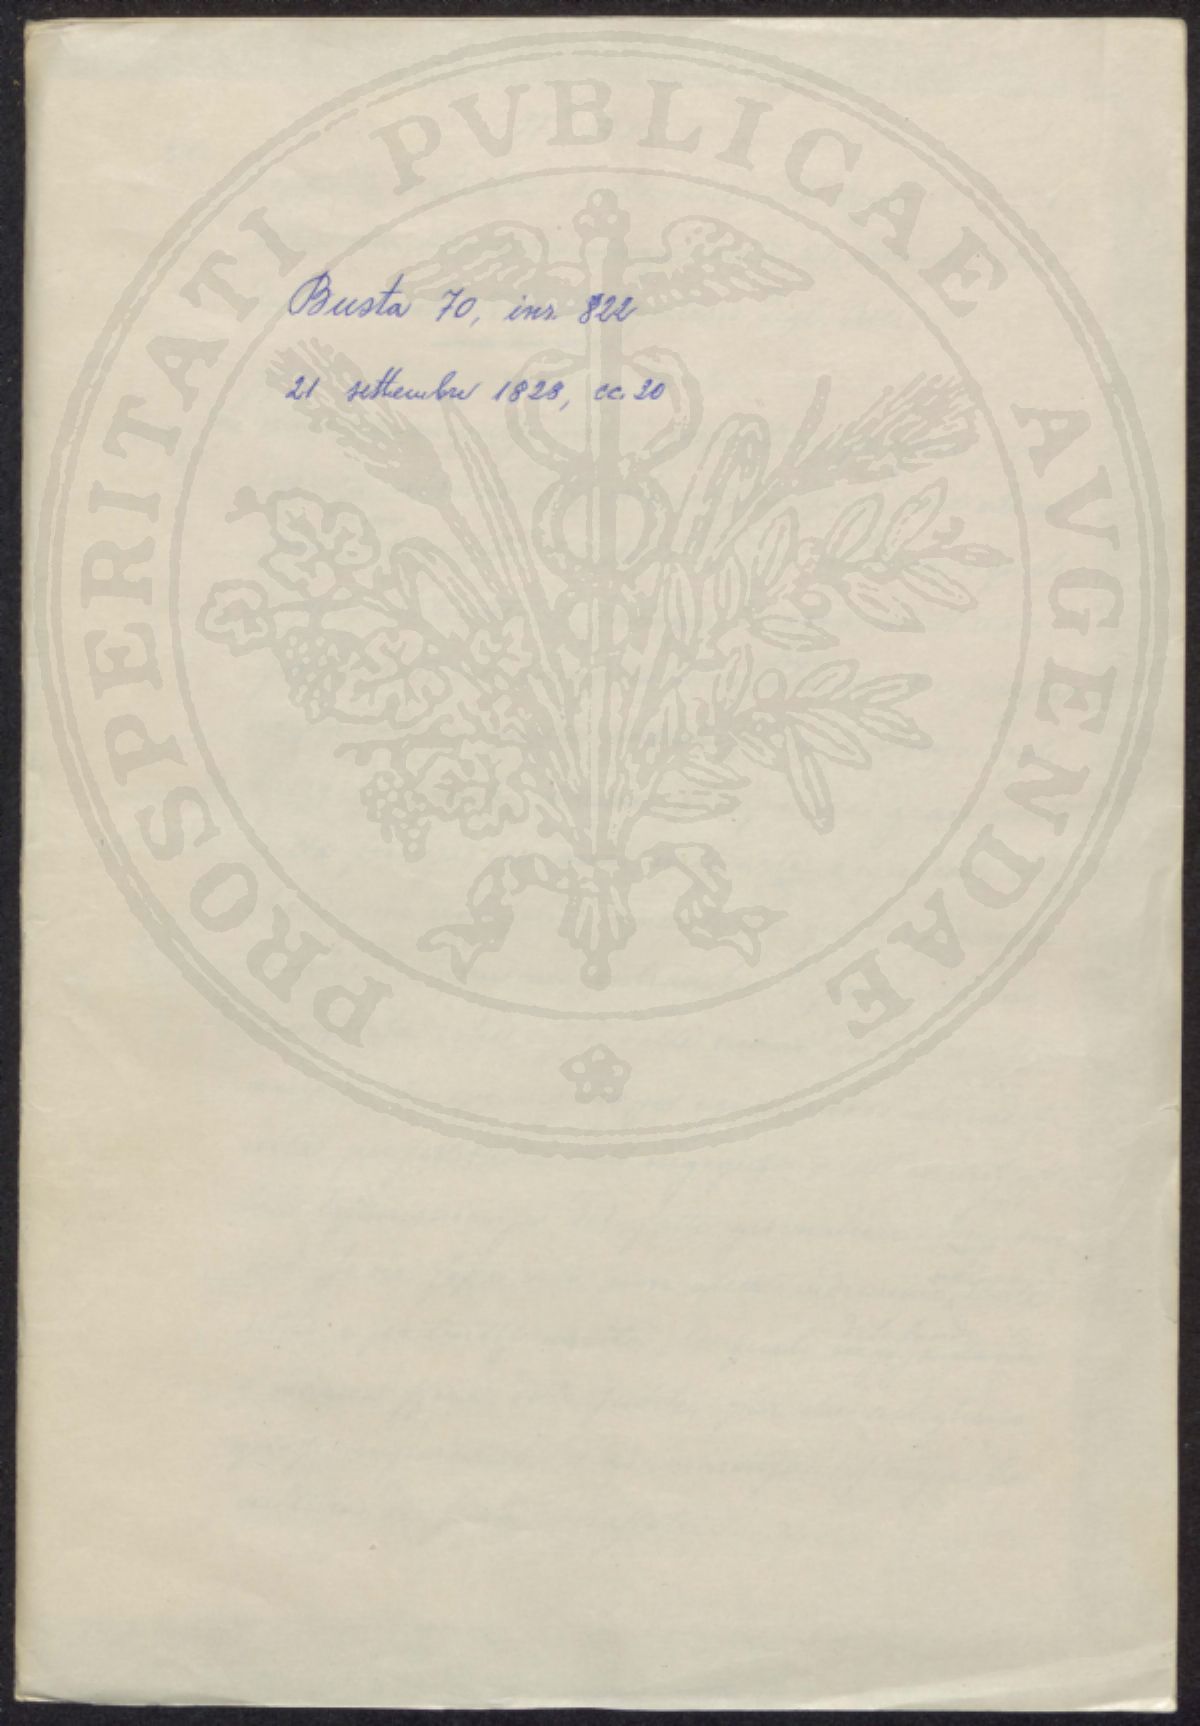 Busta 70, ins. 822
21 settembre 1828, cc. 20
PROSPERITATI PVBLICAE AVGENDAE